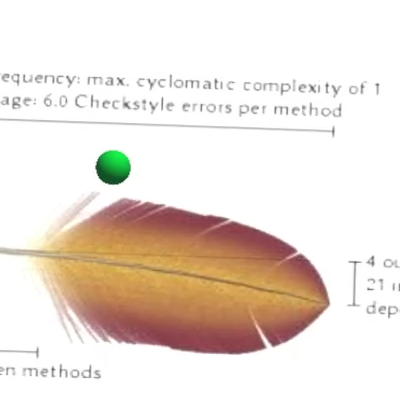 equency: max. cyclomatic complexity of 1
age: 6.0 Checkstyle errors per method
4 ou
21 i
dep
en methods